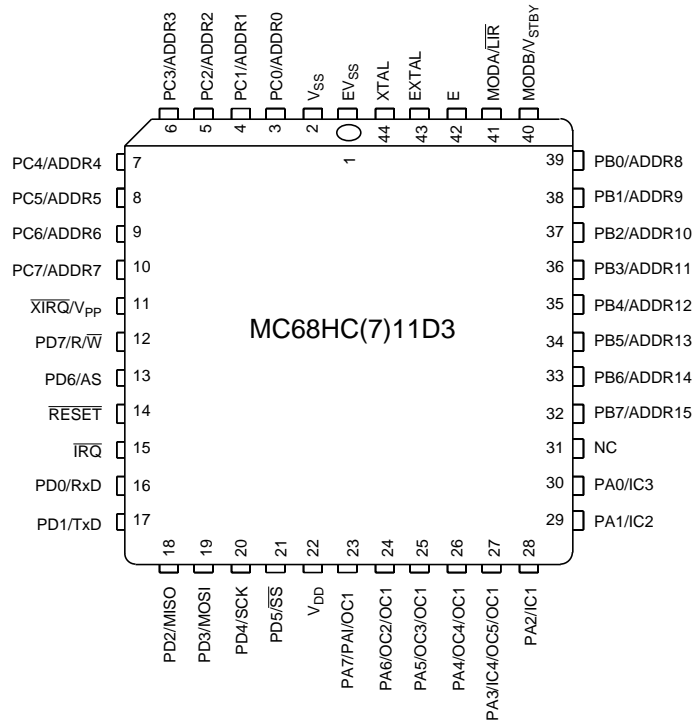 PC3/ADDR3
PC2/ADDR2
PC1/ADDR1
PC0/ADDR0
VSS
EVSS
XTAL
EXTAL
E
MODA/L̅I̅R̅
MODB/VSTBY
6
5
4
3
2
1
44
43
42
41
40
PC4/ADDR4 7
PC5/ADDR5 8
PC6/ADDR6 9
PC7/ADDR7 10
X̅I̅R̅Q̅/VPP 11
PD7/R/W̅ 12
PD6/AS 13
R̅E̅S̅E̅T̅ 14
I̅R̅Q̅ 15
PD0/RxD 16
PD1/TxD 17
MC68HC(7)11D3
39 PB0/ADDR8
38 PB1/ADDR9
37 PB2/ADDR10
36 PB3/ADDR11
35 PB4/ADDR12
34 PB5/ADDR13
33 PB6/ADDR14
32 PB7/ADDR15
31 NC
30 PA0/IC3
29 PA1/IC2
18
19
20
21
22
23
24
25
26
27
28
PD2/MISO
PD3/MOSI
PD4/SCK
PD5/S̅S̅
VDD
PA7/PAI/OC1
PA6/OC2/OC1
PA5/OC3/OC1
PA4/OC4/OC1
PA3/IC4/OC5/OC1
PA2/IC1